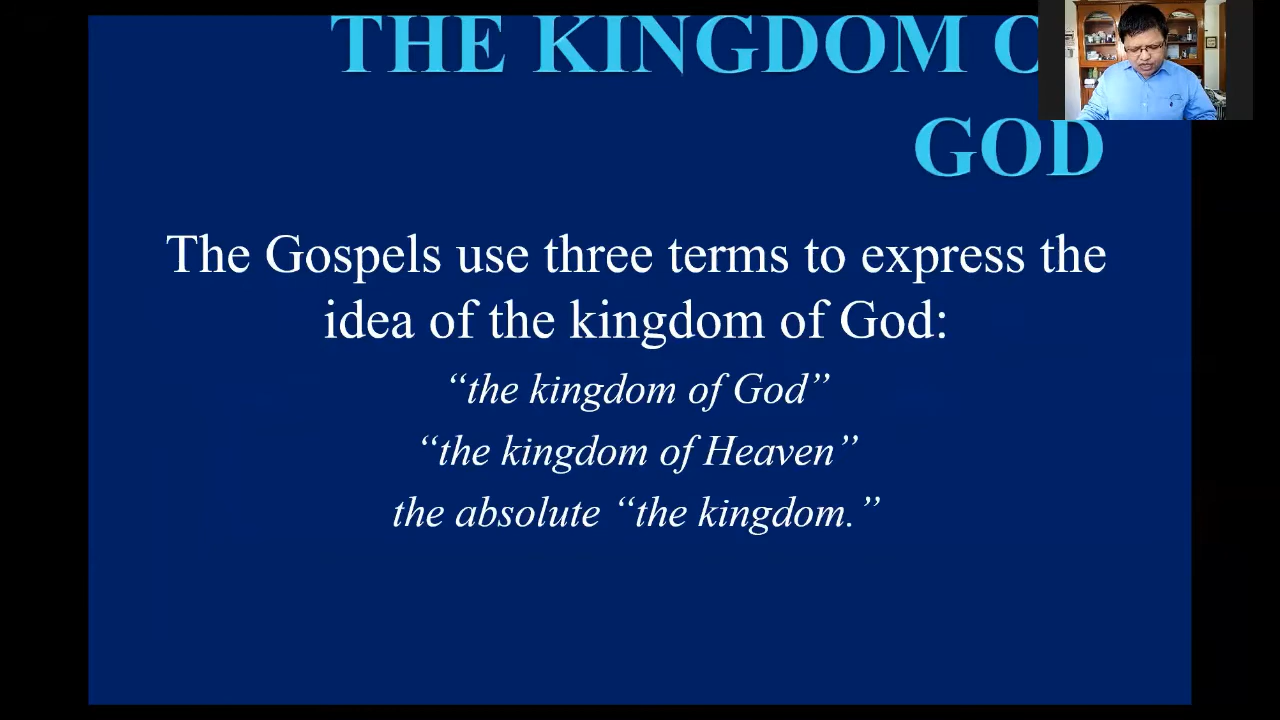 THE KINGDOM O
GOD
The Gospels use three terms to express the
idea of the kingdom of God:
“the kingdom of God”
“the kingdom of Heaven”
the absolute “the kingdom.”